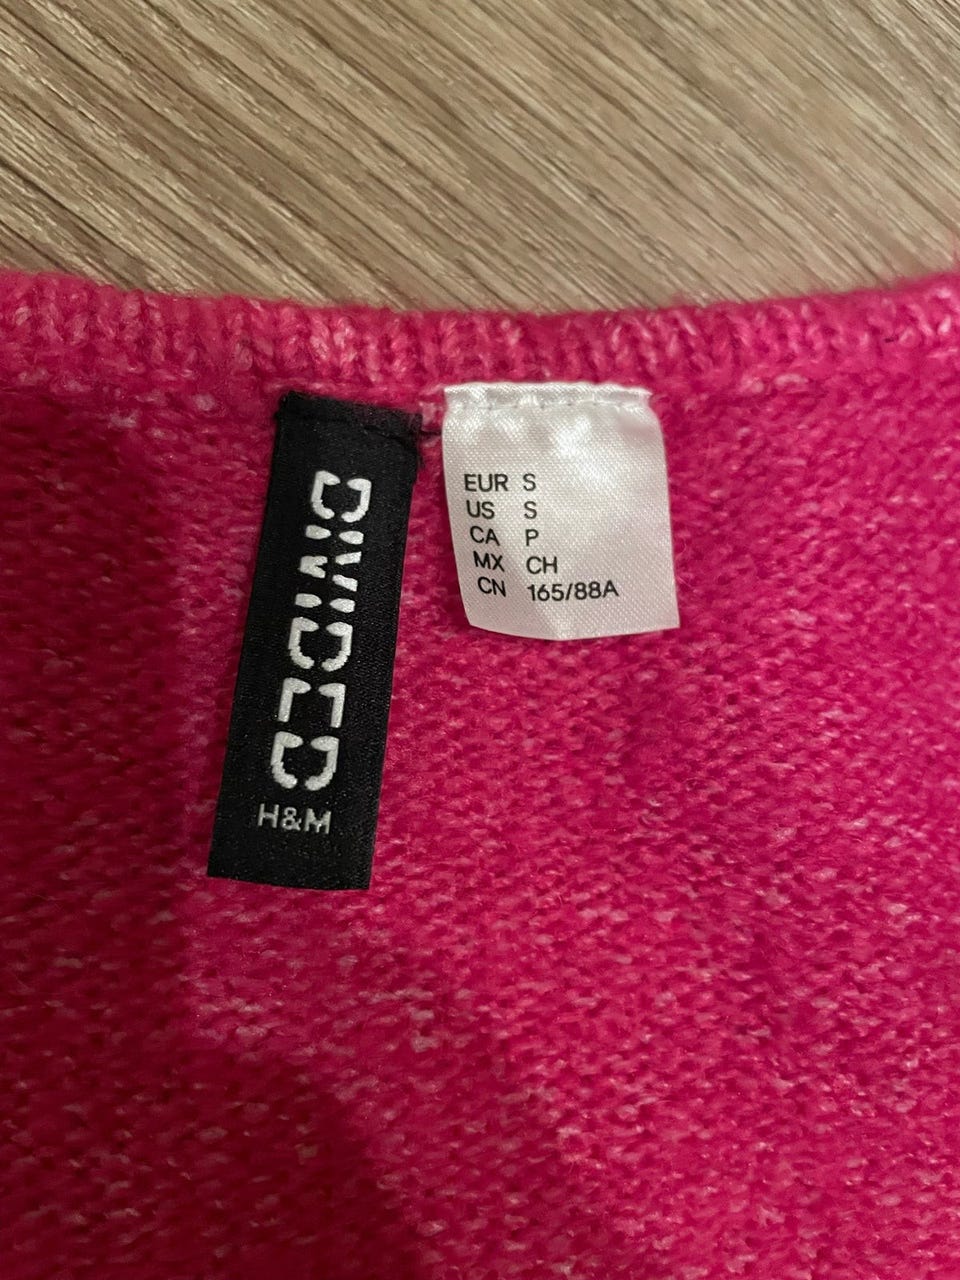 DIVIDED
H&M
EUR S
US S
CA P
MX CH
CN 165/88A